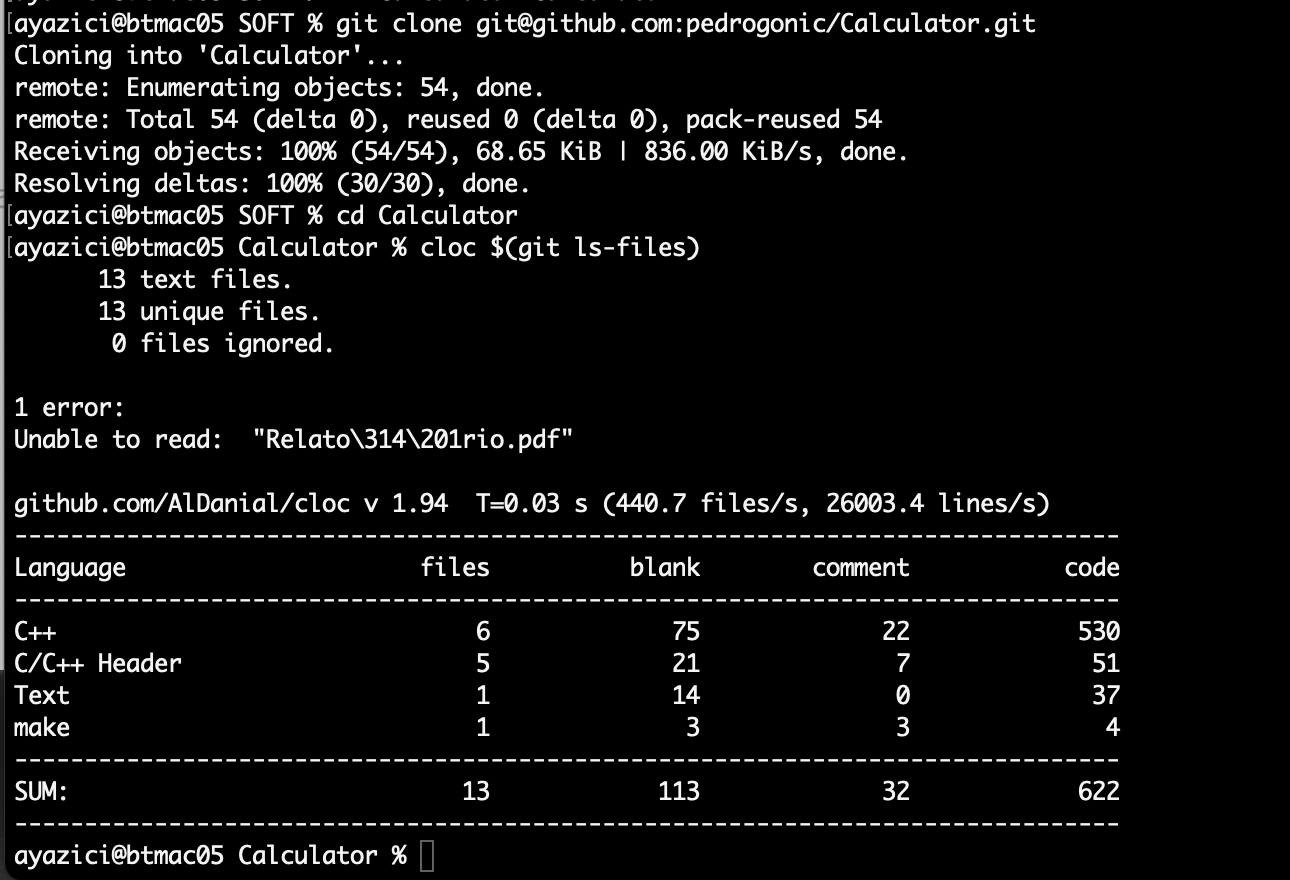 [ayazici@btmac05 SOFT % git clone git@github.com:pedrogonic/Calculator.git
Cloning into 'Calculator'...
remote: Enumerating objects: 54, done.
remote: Total 54 (delta 0), reused 0 (delta 0), pack-reused 54
Receiving objects: 100% (54/54), 68.65 KiB | 836.00 KiB/s, done.
Resolving deltas: 100% (30/30), done.
[ayazici@btmac05 SOFT % cd Calculator
[ayazici@btmac05 Calculator % cloc $(git ls-files)
      13 text files.
      13 unique files.
       0 files ignored.

1 error:
Unable to read:  "Relato\314\201rio.pdf"

github.com/AlDanial/cloc v 1.94  T=0.03 s (440.7 files/s, 26003.4 lines/s)
-------------------------------------------------------------------------------
Language                     files          blank        comment           code
-------------------------------------------------------------------------------
C++                              6             75             22            530
C/C++ Header                     5             21              7             51
Text                             1             14              0             37
make                             1              3              3              4
-------------------------------------------------------------------------------
SUM:                            13            113             32            622
-------------------------------------------------------------------------------
ayazici@btmac05 Calculator %